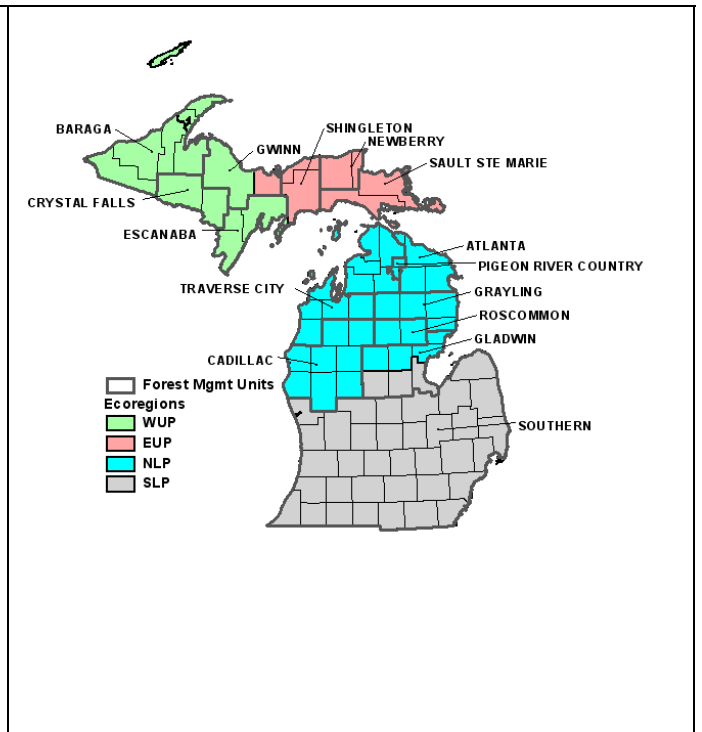 SHINGLETON
BARAGA
NEWBERRY
GWINN
SAULT STE MARIE
CRYSTAL FALLS
ESCANABA
ATLANTA
PIGEON RIVER COUNTRY
TRAVERSE CITY
GRAYLING
ROSCOMMON
GLADWIN
CADILLAC
Forest Mgmt Units
Ecoregions
WUP
EUP
NLP
SLP
SOUTHERN